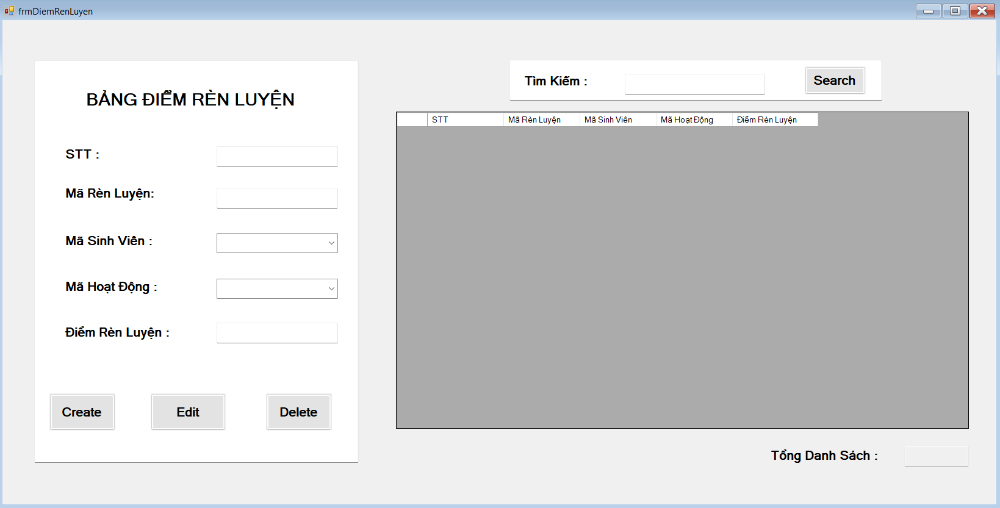 frmDiemRenLuyen
BẢNG ĐIỂM RÈN LUYỆN
STT :
Mã Rèn Luyện:
Mã Sinh Viên :
Mã Hoạt Động :
Điểm Rèn Luyện :
Create Edit Delete
Tìm Kiếm : Search
STT Mã Rèn Luyện Mã Sinh Viên Mã Hoạt Động Điểm Rèn Luyện
Tổng Danh Sách :